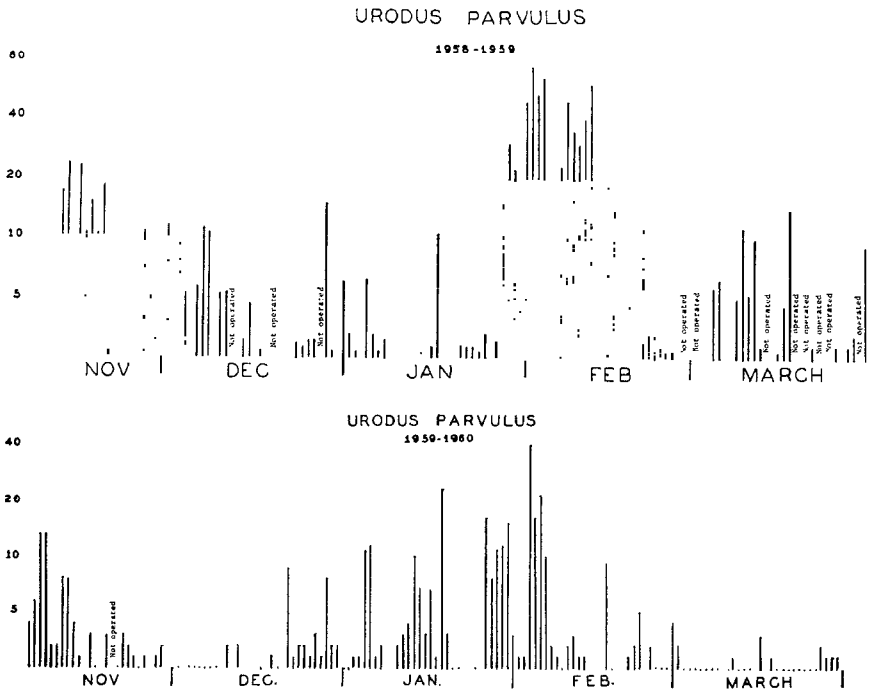 URODUS PARVULUS
1958-1959
60
40
20
10
5
Not operated
Not operated
Not operated
Not operated
Not operated
Not operated
Not operated
Not operated
Not operated
Not operated
Not operated
NOV DEC JAN FEB MARCH
URODUS PARVULUS
1959-1960
40
20
10
5
Not operated
NOV DEC. JAN. FEB. MARCH